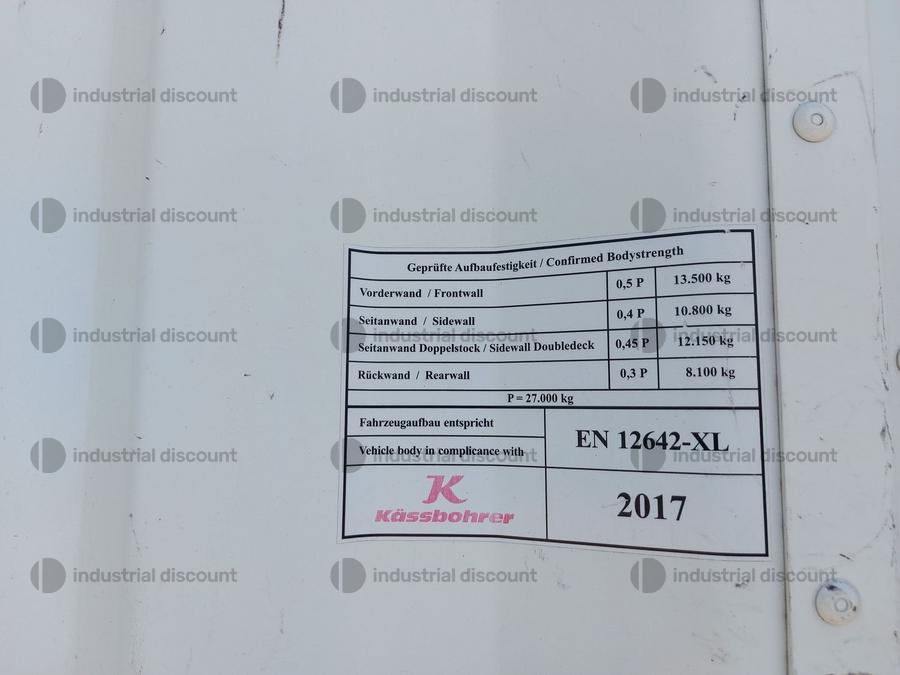 industrial discount industrial discount industrial discount
industrial discount industrial discount industrial discount
Geprüfte Aufbaufestigkeit / Confirmed Bodystrength
Vorderwand / Frontwall 0,5 P 13.500 kg
Seitanwand / Sidewall 0,4 P 10.800 kg
industrial discount industrial discount industrial discount
Seitanwand Doppelstock / Sidewall Doubledeck 0,45 P 12.150 kg
Rückwand / Rearwall 0,3 P 8.100 kg
P = 27.000 kg
Fahrzeugaufbau entspricht
EN 12642-XL
Vehicle body in complicance with
industrial discount industrial discount industrial discount
K
Kässbohrer
2017
industrial discount industrial discount industrial discount